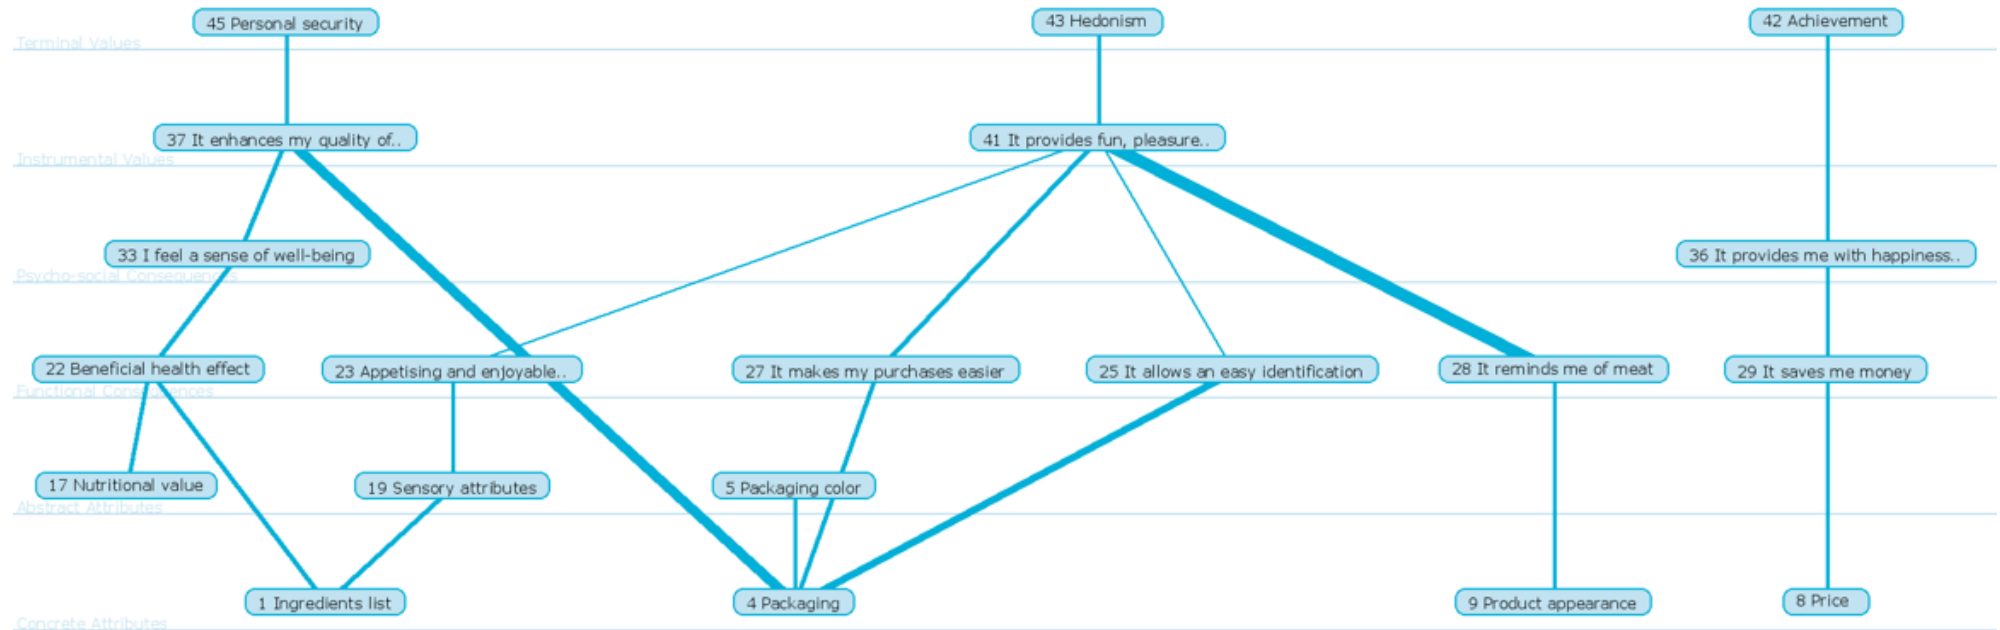 45 Personal security
43 Hedonism
42 Achievement
Terminal Values
37 It enhances my quality of..
41 It provides fun, pleasure..
Instrumental Values
33 I feel a sense of well-being
36 It provides me with happiness..
Psycho-social Consequences
22 Beneficial health effect
23 Appetising and enjoyable..
27 It makes my purchases easier
25 It allows an easy identification
28 It reminds me of meat
29 It saves me money
Functional Consequences
17 Nutritional value
19 Sensory attributes
5 Packaging color
Abstract Attributes
1 Ingredients list
4 Packaging
9 Product appearance
8 Price
Concrete Attributes